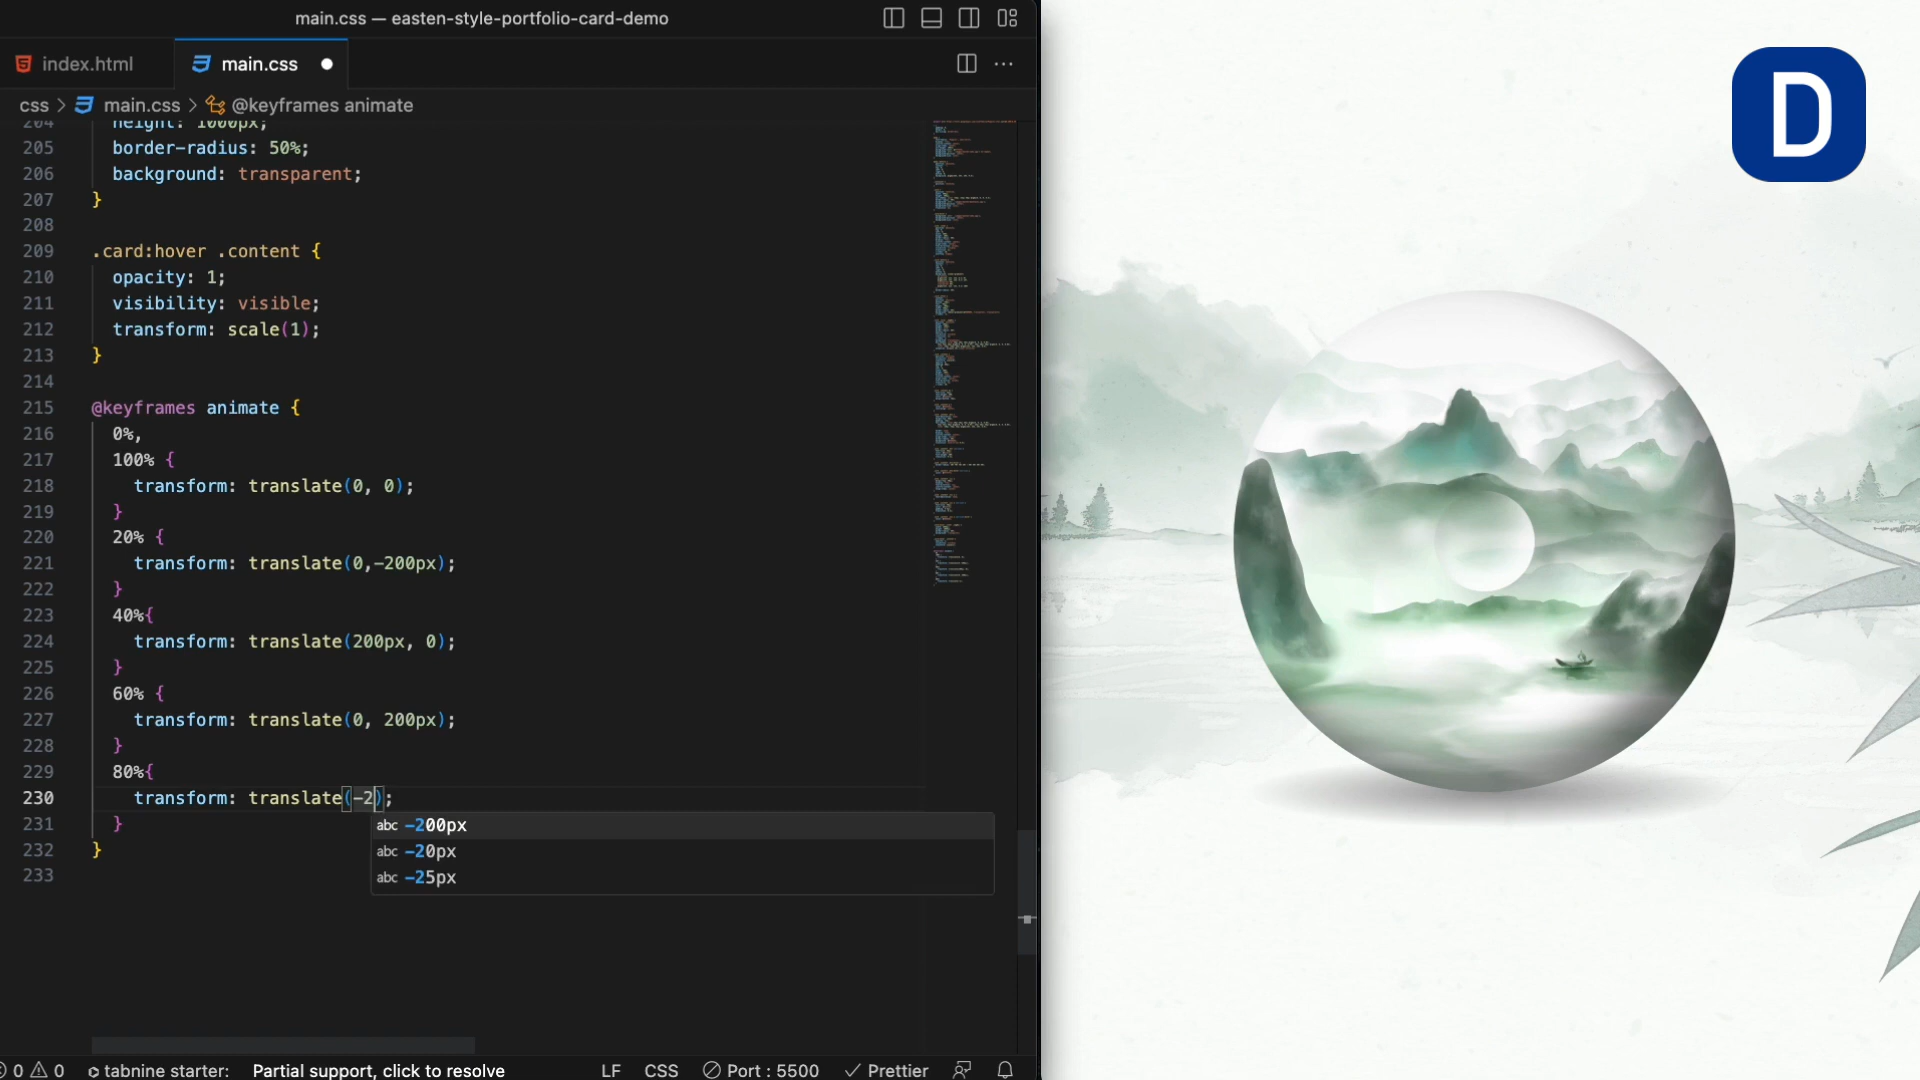 main.css — easten-style-portfolio-card-demo
index.html
main.css
css > main.css > @keyframes animate
204 height: 1000px;
205 border-radius: 50%;
206 background: transparent;
207 }
208
209 .card:hover .content {
210 opacity: 1;
211 visibility: visible;
212 transform: scale(1);
213 }
214
215 @keyframes animate {
216 0%,
217 100% {
218 transform: translate(0, 0);
219 }
220 20% {
221 transform: translate(0,-200px);
222 }
223 40%{
224 transform: translate(200px, 0);
225 }
226 60% {
227 transform: translate(0, 200px);
228 }
229 80%{
230 transform: translate(-2);
231 }
232 }
233
abc -200px
abc -20px
abc -25px
0 0 tabnine starter: Partial support, click to resolve LF CSS Port : 5500 Prettier
D